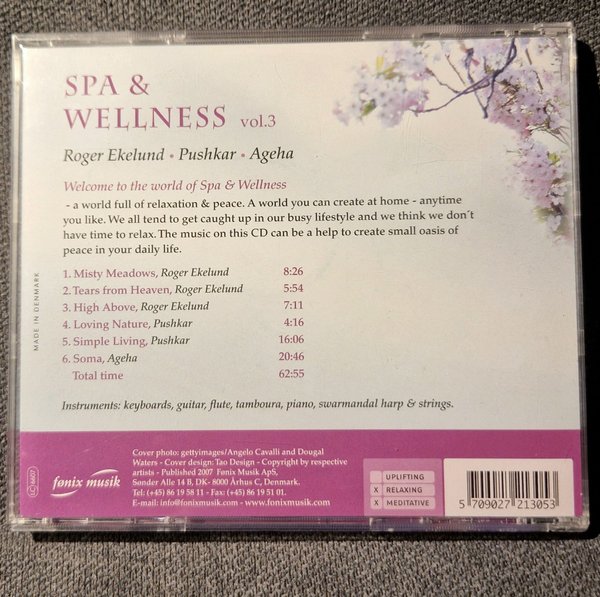 SPA &
WELLNESS vol.3
Roger Ekelund • Pushkar • Ageha
Welcome to the world of Spa & Wellness
- a world full of relaxation & peace. A world you can create at home - anytime
you like. We all tend to get caught up in our busy lifestyle and we think we don´t
have time to relax. The music on this CD can be a help to create small oasis of
peace in your daily life.
1. Misty Meadows, Roger Ekelund 8:26
2. Tears from Heaven, Roger Ekelund 5:54
3. High Above, Roger Ekelund 7:11
4. Loving Nature, Pushkar 4:16
5. Simple Living, Pushkar 16:06
6. Soma, Ageha 20:46
Total time 62:55
Instruments: keyboards, guitar, flute, tamboura, piano, swarmandal harp & strings.
MADE IN DENMARK
LC 6607
fønix musik
Cover photo: gettyimages/Angelo Cavalli and Dougal
Waters - Cover design: Tao Design - Copyright by respective
artists - Published 2007 Fønix Musik ApS,
Sønder Alle 14 B, DK- 8000 Århus C, Denmark.
Tel: (+45) 86 19 58 11 - Fax: (+45) 86 19 51 01.
E-mail: info@fonixmusik.com - www.fonixmusik.com
UPLIFTING
X RELAXING
X MEDITATIVE
5 709027 213053